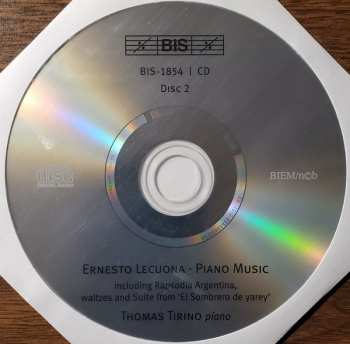 BIS
BIS-1854 | CD
Disc 2
disc
BIEM/n©b
Ernesto Lecuona · Piano Music
including Rapsodia Argentina,
waltzes and Suite from 'El Sombrero de yarey'
Thomas Tirino piano